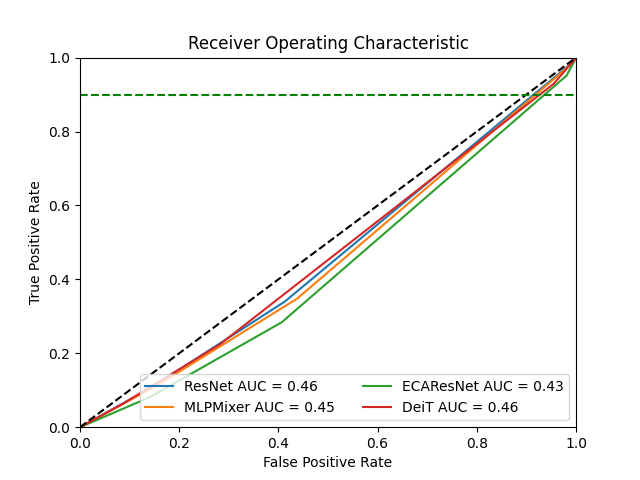 Receiver Operating Characteristic
True Positive Rate
1.0
0.8
0.6
0.4
0.2
0.0
ResNet AUC = 0.46
MLPMixer AUC = 0.45
ECAResNet AUC = 0.43
DeiT AUC = 0.46
0.0 0.2 0.4 0.6 0.8 1.0
False Positive Rate